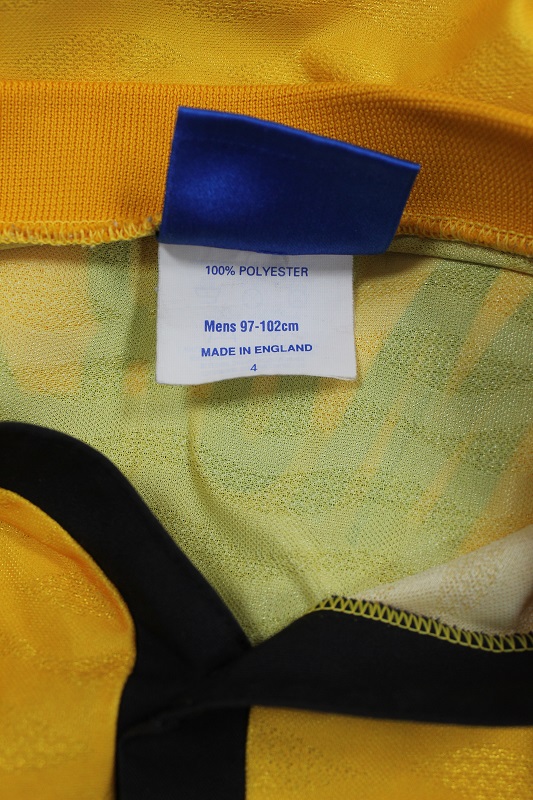 100% POLYESTER
Mens 97-102cm
MADE IN ENGLAND
4